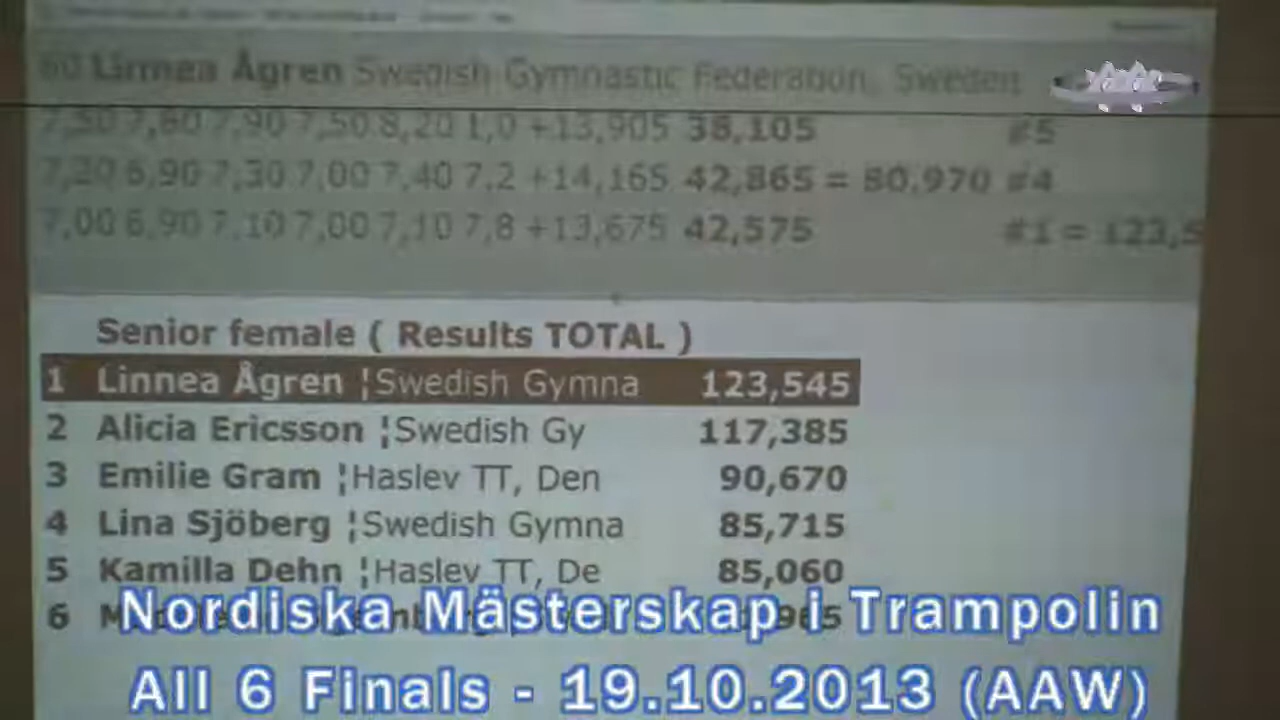 60 Linnea Ågren Swedish Gymnastic Federation, Sweden
7,50 7,80 7,90 7,50 8,20 1,0 +13,905 38,105 #5
7,20 6,90 7,30 7,00 7,40 7,2 +14,165 42,865 = 80,970 #4
7,00 6,90 7,10 7,00 7,10 7,8 +13,675 42,575 #1 = 123,5
Senior female ( Results TOTAL )
1 Linnea Ågren ¦Swedish Gymna 123,545
2 Alicia Ericsson ¦Swedish Gy 117,385
3 Emilie Gram ¦Haslev TT, Den 90,670
4 Lina Sjöberg ¦Swedish Gymna 85,715
5 Kamilla Dehn ¦Haslev TT, De 85,060
6
Nordiska Mästerskap i Trampolin
All 6 Finals - 19.10.2013 (AAW)